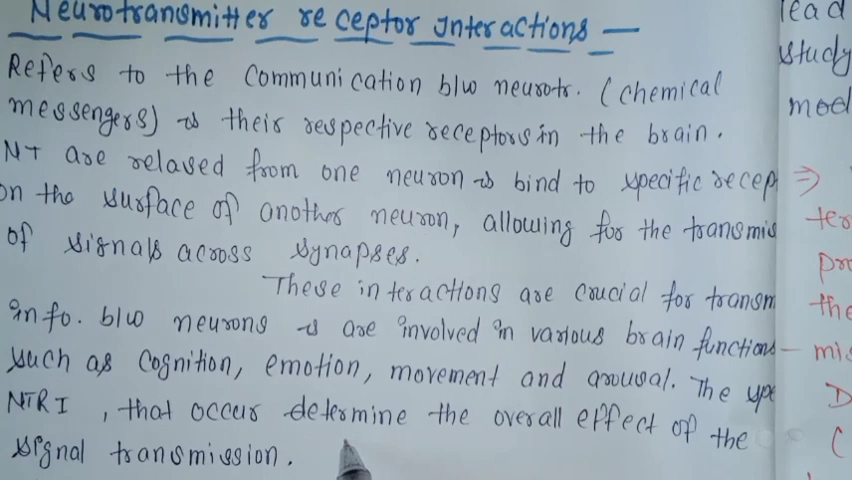 Neurotransmitter receptor Interactions —
Refers to the communication b/w neurotr. (chemical
messengers) & their respective receptors in the brain.
NT are relased from one neuron & bind to specific recep
on the surface of another neuron, allowing for the transmis
of signals across synapses.
These interactions are crucial for transm
info. b/w neurons & are involved in various brain functions
such as cognition, emotion, movement and arousal. The spe
NTRI, that occur determine the overall effect of the
signal transmission.
lead
study
mod
⇒
ter
pro
the
– mis
D
(